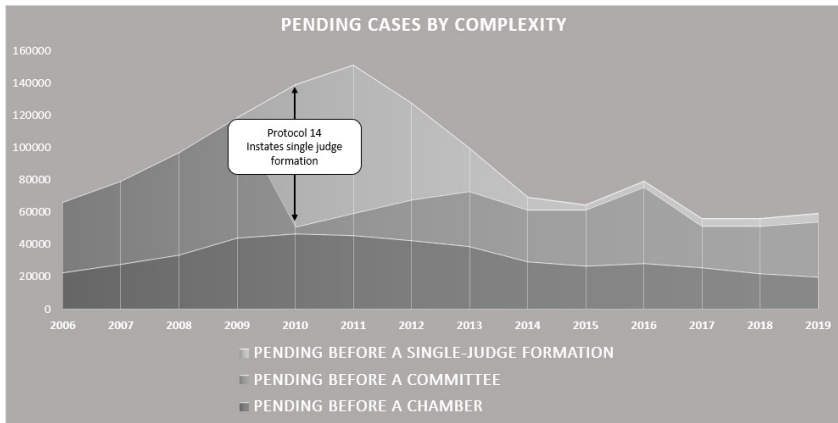 PENDING CASES BY COMPLEXITY
160000
140000
120000
100000
80000
60000
40000
20000
0
Protocol 14
Instates single judge
formation
2006 2007 2008 2009 2010 2011 2012 2013 2014 2015 2016 2017 2018 2019
PENDING BEFORE A SINGLE-JUDGE FORMATION
PENDING BEFORE A COMMITTEE
PENDING BEFORE A CHAMBER